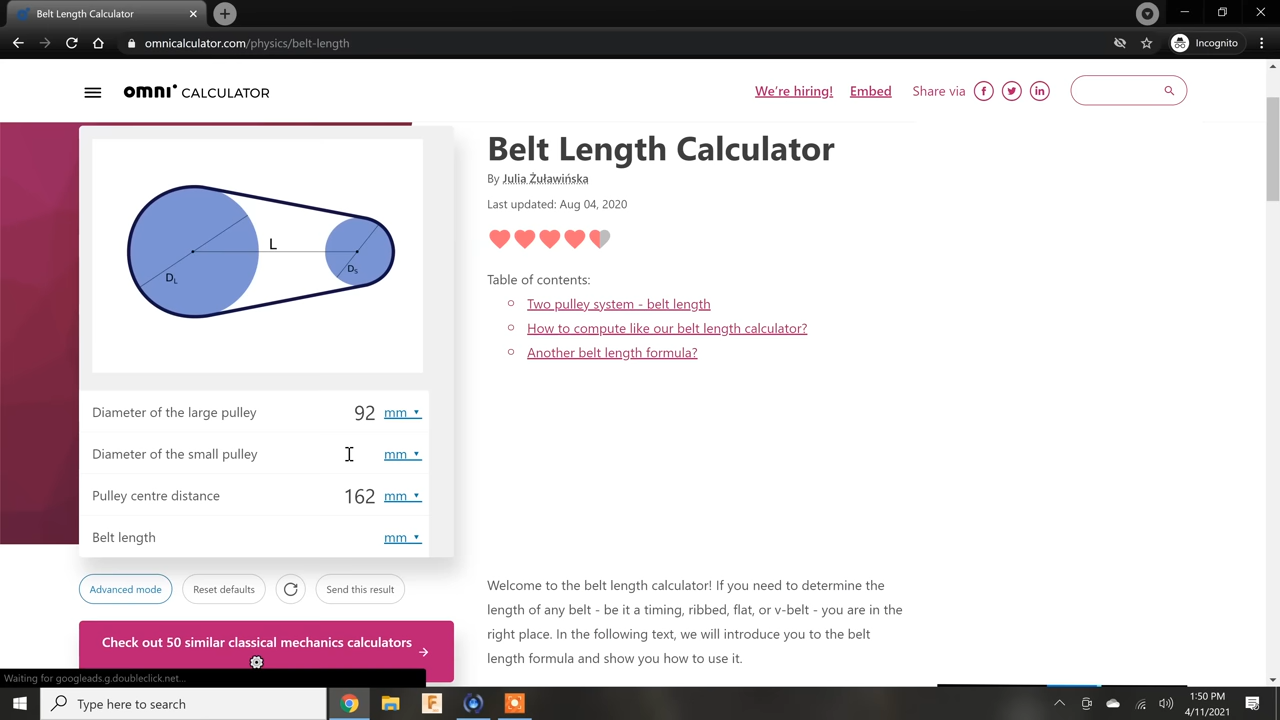 Belt Length Calculator
omnicalculator.com/physics/belt-length
Incognito
omni CALCULATOR
We're hiring!
Embed
Share via
Belt Length Calculator
By Julia Żuławińska
Last updated: Aug 04, 2020
Table of contents:
Two pulley system - belt length
How to compute like our belt length calculator?
Another belt length formula?
L
DL
DS
Diameter of the large pulley 92 mm
Diameter of the small pulley mm
Pulley centre distance 162 mm
Belt length mm
Advanced mode
Reset defaults
Send this result
Check out 50 similar classical mechanics calculators
Welcome to the belt length calculator! If you need to determine the
length of any belt - be it a timing, ribbed, flat, or v-belt - you are in the
right place. In the following text, we will introduce you to the belt
length formula and show you how to use it.
Waiting for googleads.g.doubleclick.net...
Type here to search
1:50 PM
4/11/2021